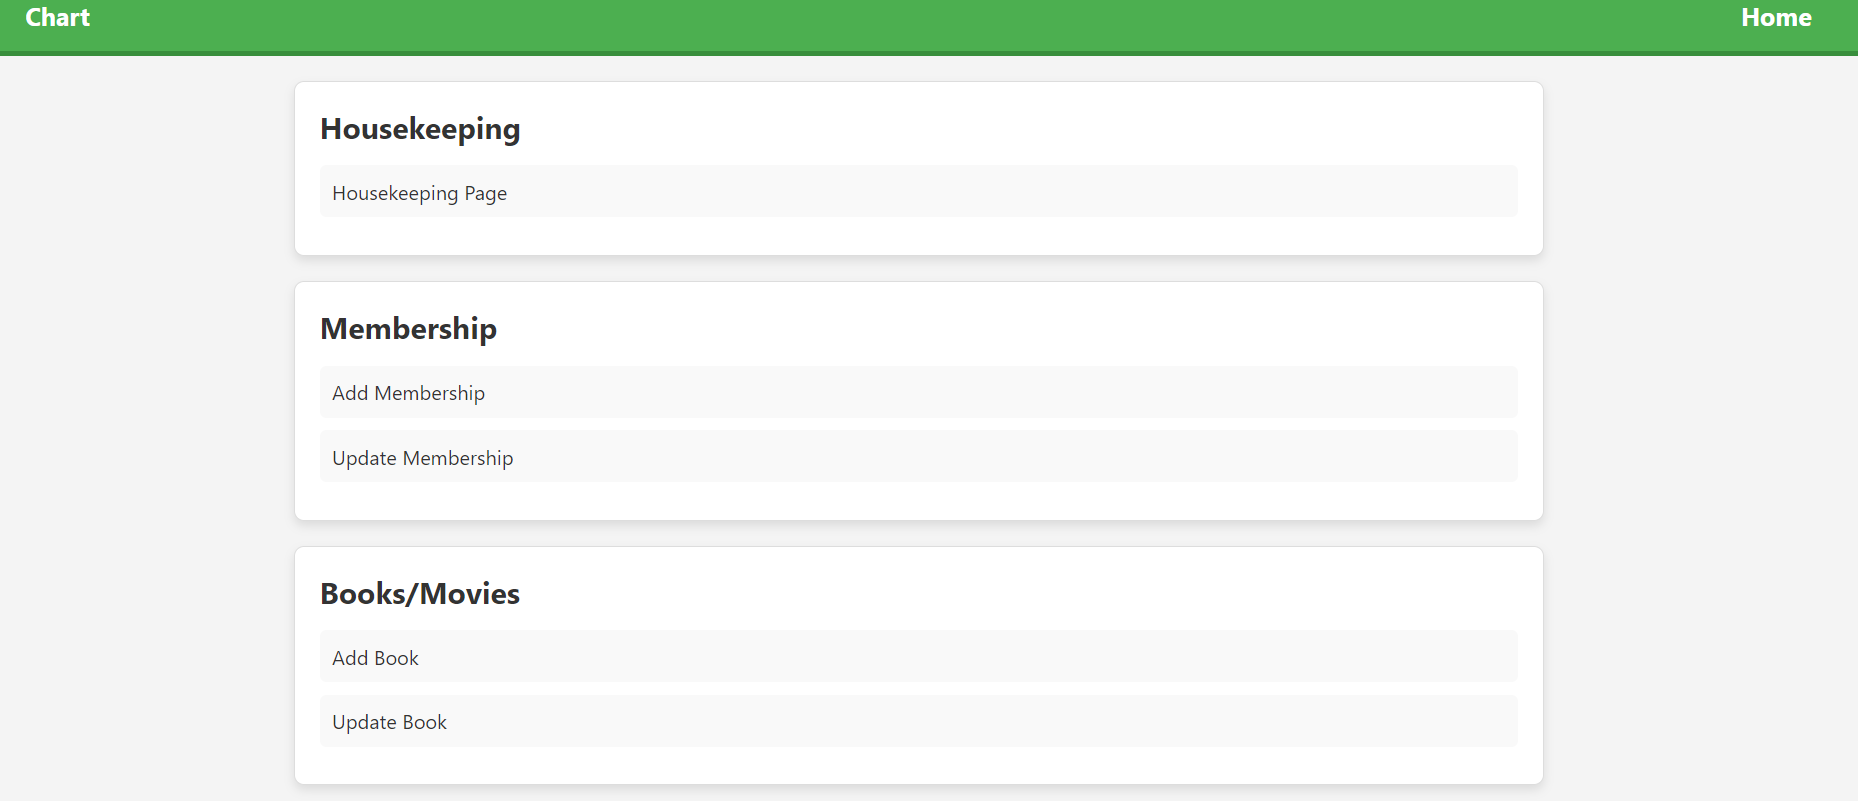 Chart
Home
Housekeeping
Housekeeping Page
Membership
Add Membership
Update Membership
Books/Movies
Add Book
Update Book